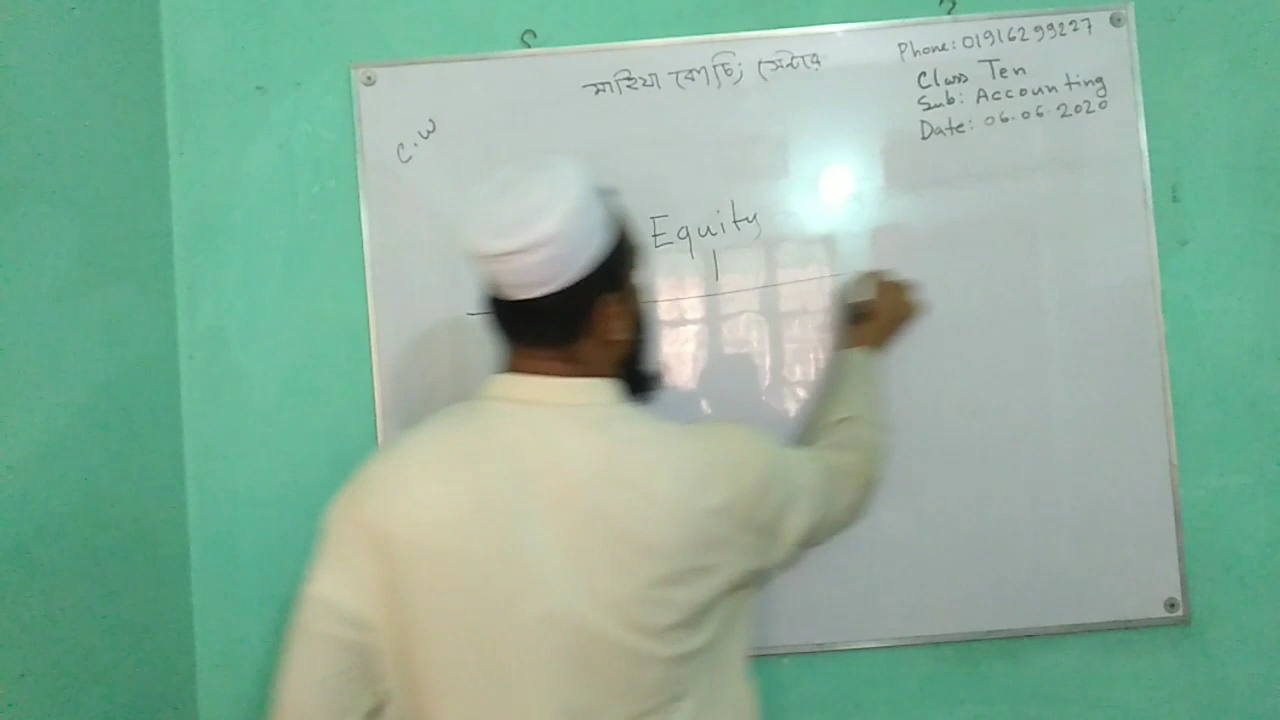 মারিয়া কোচিং সেন্টার
Phone: 01916299227
Class Ten
Sub: Accounting
Date: 06.06.2020
C.W
Equity